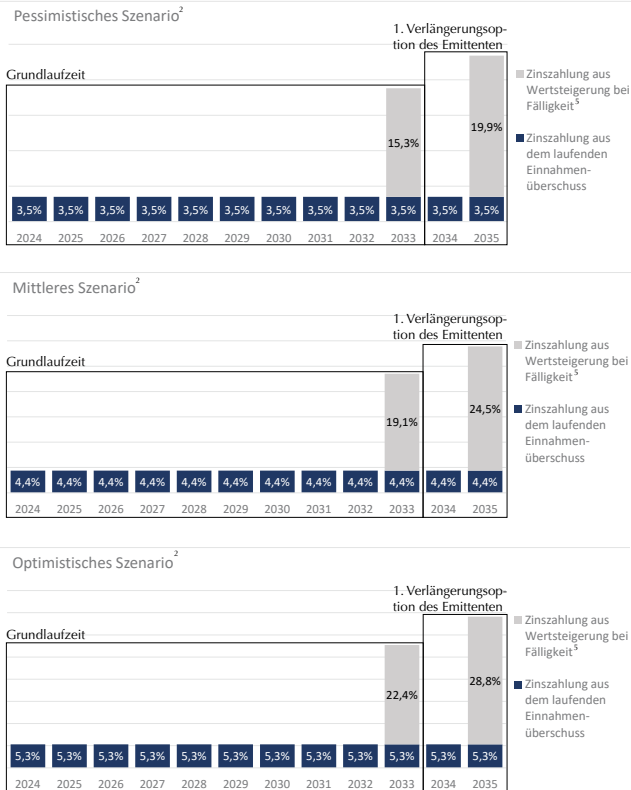 Pessimistisches Szenario²
1. Verlängerungsop-
tion des Emittenten
Grundlaufzeit
Zinszahlung aus
Wertsteigerung bei
Fälligkeit⁵
19,9%
15,3%
Zinszahlung aus
dem laufenden
Einnahmen-
überschuss
3,5% 3,5% 3,5% 3,5% 3,5% 3,5% 3,5% 3,5% 3,5% 3,5% 3,5% 3,5%
2024 2025 2026 2027 2028 2029 2030 2031 2032 2033 2034 2035
Mittleres Szenario²
1. Verlängerungsop-
tion des Emittenten
Grundlaufzeit
Zinszahlung aus
Wertsteigerung bei
Fälligkeit⁵
24,5%
19,1%
Zinszahlung aus
dem laufenden
Einnahmen-
überschuss
4,4% 4,4% 4,4% 4,4% 4,4% 4,4% 4,4% 4,4% 4,4% 4,4% 4,4% 4,4%
2024 2025 2026 2027 2028 2029 2030 2031 2032 2033 2034 2035
Optimistisches Szenario²
1. Verlängerungsop-
tion des Emittenten
Grundlaufzeit
Zinszahlung aus
Wertsteigerung bei
Fälligkeit⁵
28,8%
22,4%
Zinszahlung aus
dem laufenden
Einnahmen-
überschuss
5,3% 5,3% 5,3% 5,3% 5,3% 5,3% 5,3% 5,3% 5,3% 5,3% 5,3% 5,3%
2024 2025 2026 2027 2028 2029 2030 2031 2032 2033 2034 2035